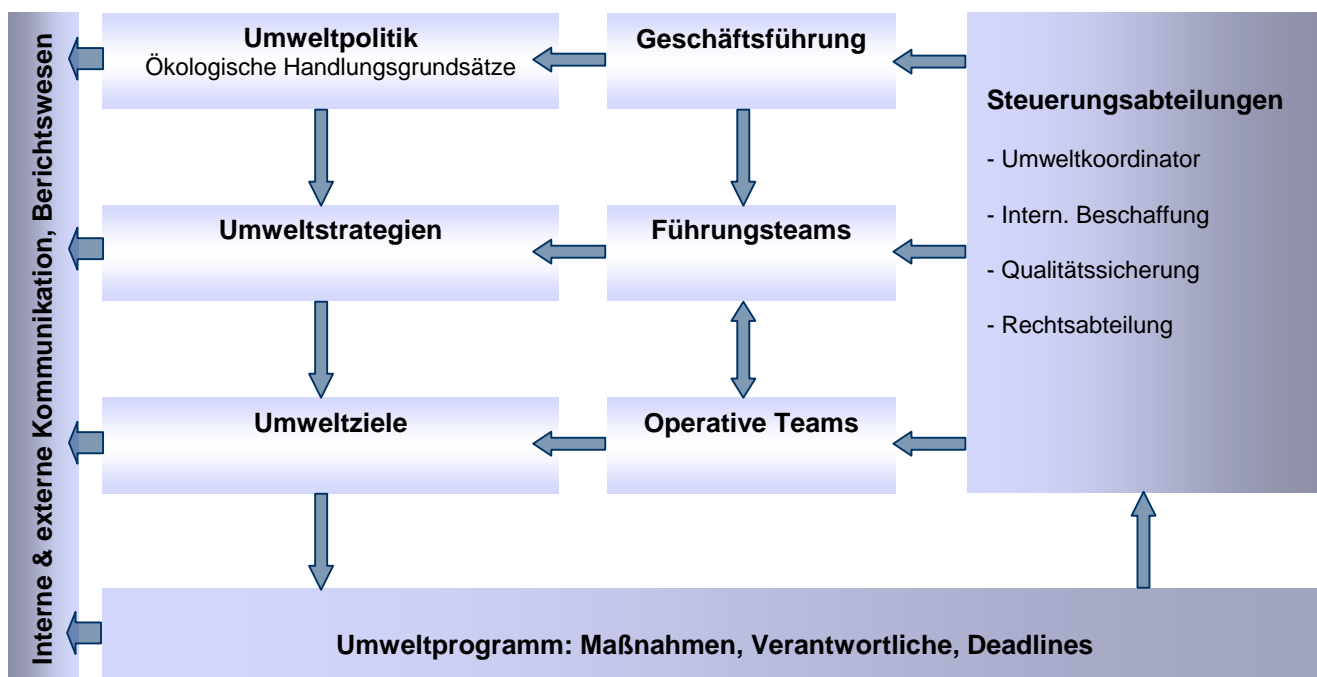 Interne & externe Kommunikation, Berichtswesen
Umweltpolitik
Ökologische Handlungsgrundsätze
Geschäftsführung
Steuerungsabteilungen
- Umweltkoordinator
- Intern. Beschaffung
- Qualitätssicherung
- Rechtsabteilung
Umweltstrategien
Führungsteams
Umweltziele
Operative Teams
Umweltprogramm: Maßnahmen, Verantwortliche, Deadlines